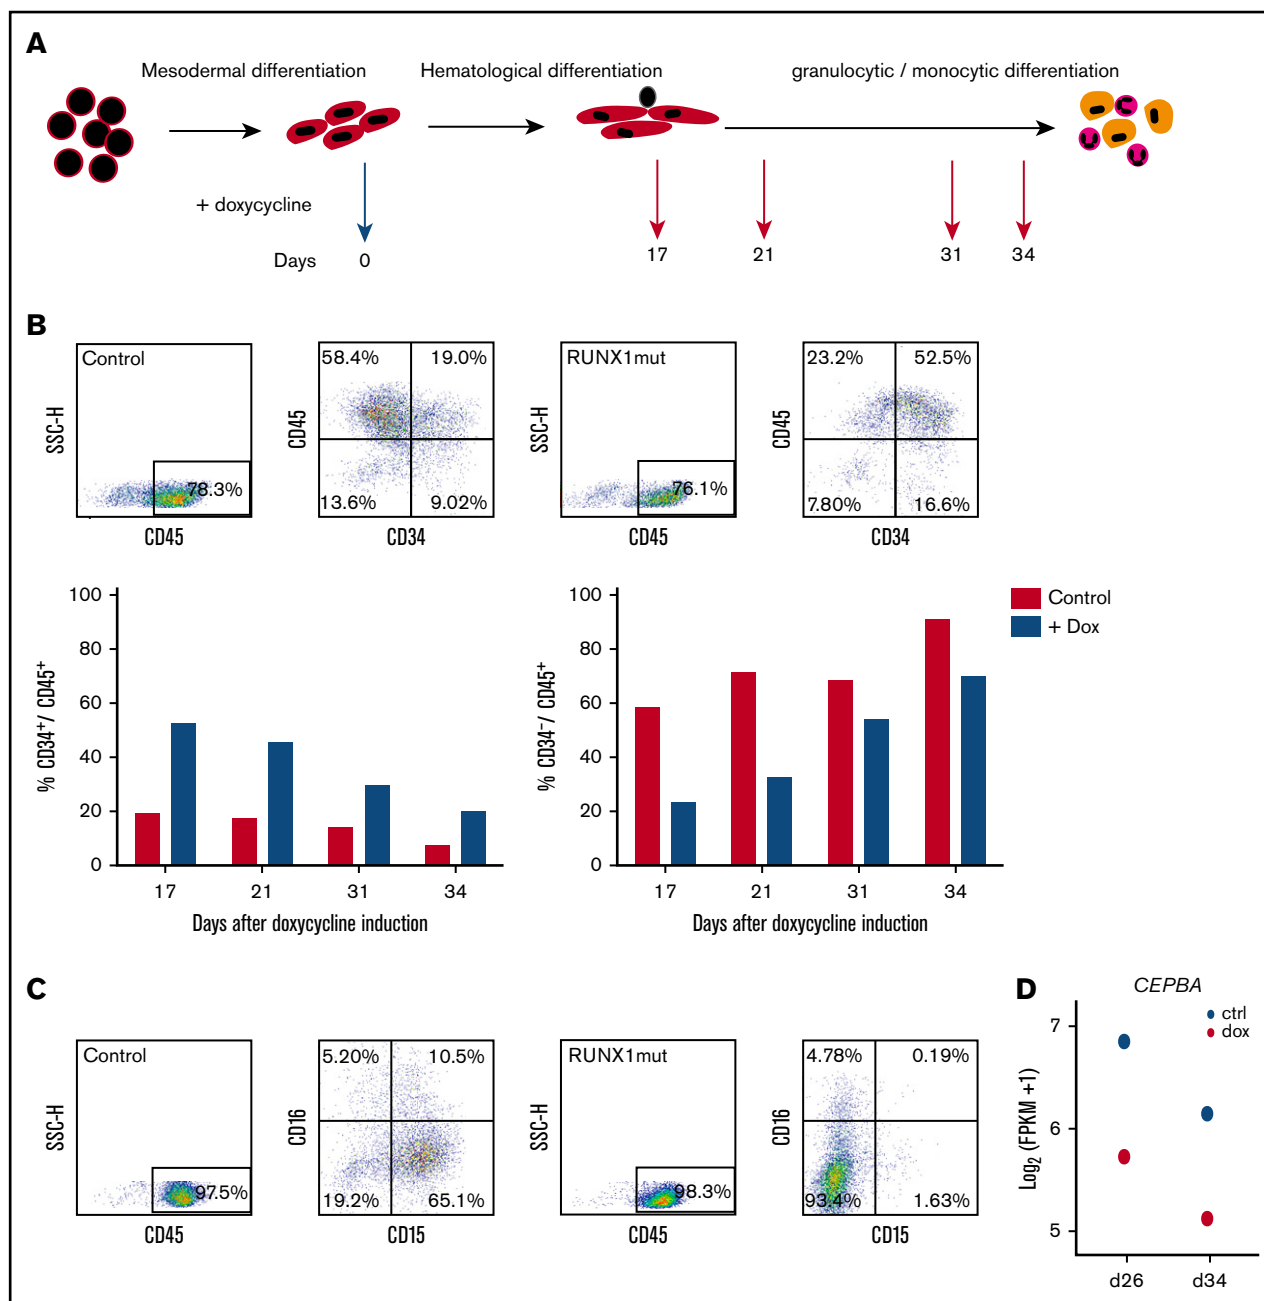 A
Mesodermal differentiation
Hematological differentiation
granulocytic / monocytic differentiation
+ doxycycline
Days
0
17
21
31
34
B
Control
78.3%
SSC-H
CD45
58.4%
19.0%
13.6%
9.02%
CD45
CD34
RUNX1mut
76.1%
SSC-H
CD45
23.2%
52.5%
7.80%
16.6%
CD45
CD34
100
80
60
40
20
0
% CD34+/ CD45+
17
21
31
34
Days after doxycycline induction
100
80
60
40
20
0
% CD34−/ CD45+
17
21
31
34
Days after doxycycline induction
Control
+ Dox
C
Control
97.5%
SSC-H
CD45
5.20%
10.5%
19.2%
65.1%
CD16
CD15
RUNX1mut
98.3%
SSC-H
CD45
4.78%
0.19%
93.4%
1.63%
CD16
CD15
D
CEPBA
ctrl
dox
7
6
5
Log2 (FPKM +1)
d26
d34